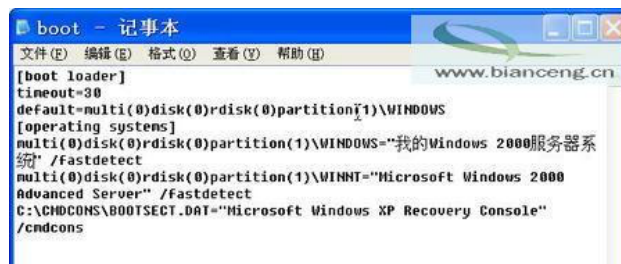 boot - 记事本
文件(F) 编辑(E) 格式(O) 查看(V) 帮助(H)
www.bianceng.cn
[boot loader]
timeout=30
default=multi(0)disk(0)rdisk(0)partition(1)\WINDOWS
[operating systems]
multi(0)disk(0)rdisk(0)partition(1)\WINDOWS="我的Windows 2000服务器系
统" /fastdetect
multi(0)disk(0)rdisk(0)partition(1)\WINNT="Microsoft Windows 2000
Advanced Server" /fastdetect
C:\CMDCONS\BOOTSECT.DAT="Microsoft Windows XP Recovery Console"
/cmdcons